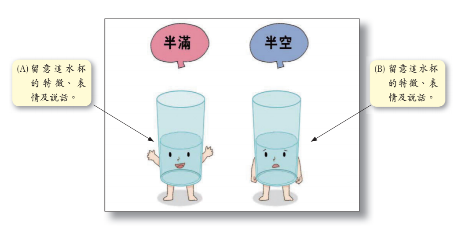 半滿
半空
(A) 留意這水杯
的特徵、表
情及說話。
(B) 留意這水杯
的特徵、表
情及說話。